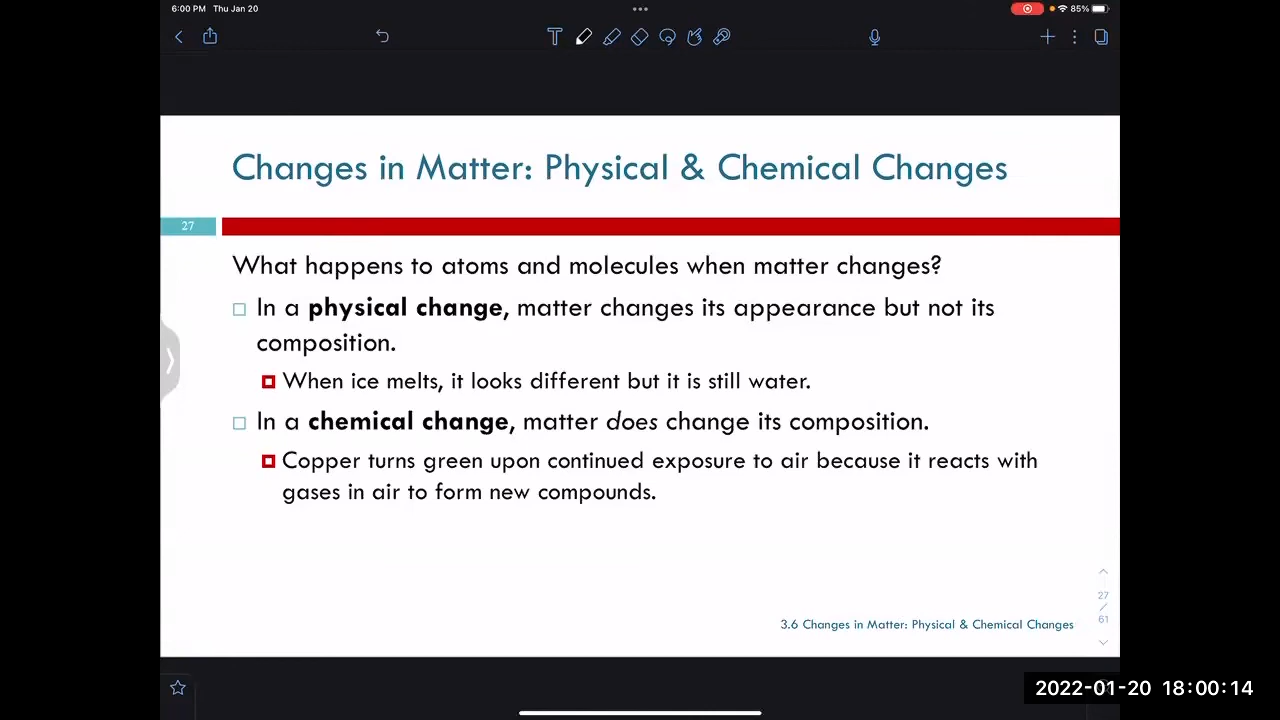 6:00 PM Thu Jan 20
85%
Changes in Matter: Physical & Chemical Changes
27
What happens to atoms and molecules when matter changes?
In a physical change, matter changes its appearance but not its
composition.
When ice melts, it looks different but it is still water.
In a chemical change, matter does change its composition.
Copper turns green upon continued exposure to air because it reacts with
gases in air to form new compounds.
27
/
61
3.6 Changes in Matter: Physical & Chemical Changes
2022-01-20 18:00:14